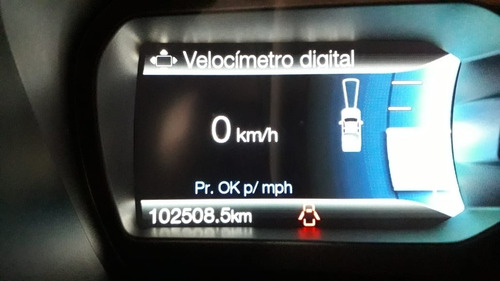 Velocímetro digital
0 km/h
Pr. OK p/ mph
102508.5km